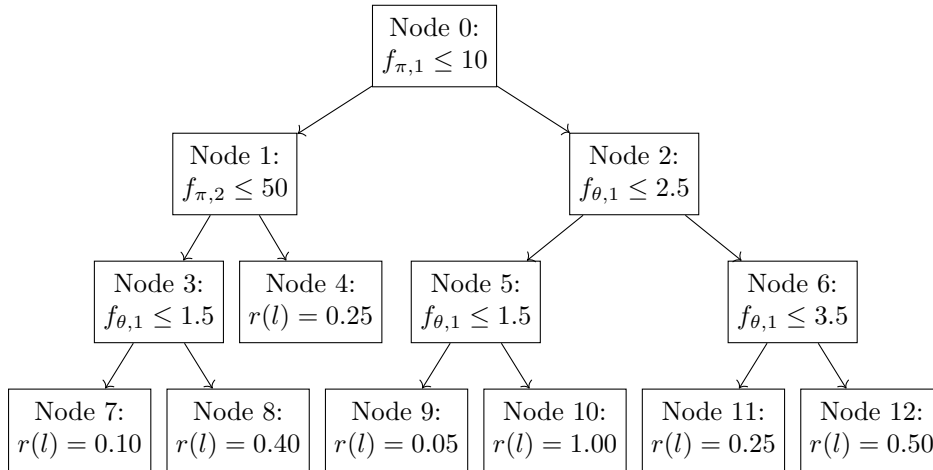 Node 0:
f_{π,1} ≤ 10
Node 1:
f_{π,2} ≤ 50
Node 2:
f_{θ,1} ≤ 2.5
Node 3:
f_{θ,1} ≤ 1.5
Node 4:
r(l) = 0.25
Node 5:
f_{θ,1} ≤ 1.5
Node 6:
f_{θ,1} ≤ 3.5
Node 7:
r(l) = 0.10
Node 8:
r(l) = 0.40
Node 9:
r(l) = 0.05
Node 10:
r(l) = 1.00
Node 11:
r(l) = 0.25
Node 12:
r(l) = 0.50